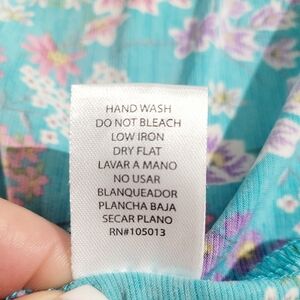 HAND WASH
DO NOT BLEACH
LOW IRON
DRY FLAT
LAVAR A MANO
NO USAR
BLANQUEADOR
PLANCHA BAJA
SECAR PLANO
RN#105013